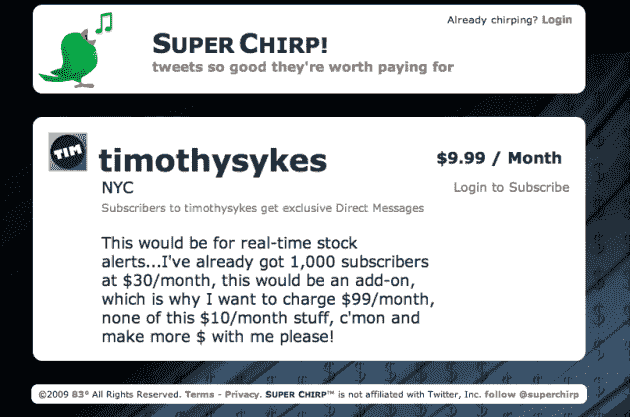 Already chirping? Login
SUPER CHIRP!
tweets so good they're worth paying for
TIM
timothysykes
$9.99 / Month
NYC
Login to Subscribe
Subscribers to timothysykes get exclusive Direct Messages
This would be for real-time stock
alerts...I've already got 1,000 subscribers
at $30/month, this would be an add-on,
which is why I want to charge $99/month,
none of this $10/month stuff, c'mon and
make more $ with me please!
©2009 83° All Rights Reserved. Terms - Privacy. SUPER CHIRP™ is not affiliated with Twitter, Inc. follow @superchirp